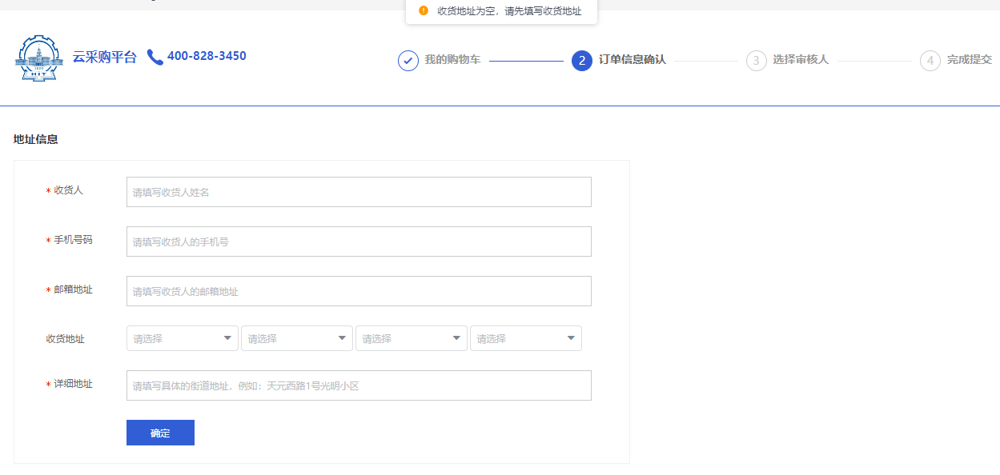 收货地址为空，请先填写收货地址
1920
HIT
云采购平台 400-828-3450
我的购物车 2 订单信息确认 3 选择审核人 4 完成提交
地址信息
* 收货人 请填写收货人姓名
* 手机号码 请填写收货人的手机号
* 邮箱地址 请填写收货人的邮箱地址
收货地址 请选择 请选择 请选择 请选择
* 详细地址 请填写具体的街道地址，例如：天元西路1号光明小区
确定